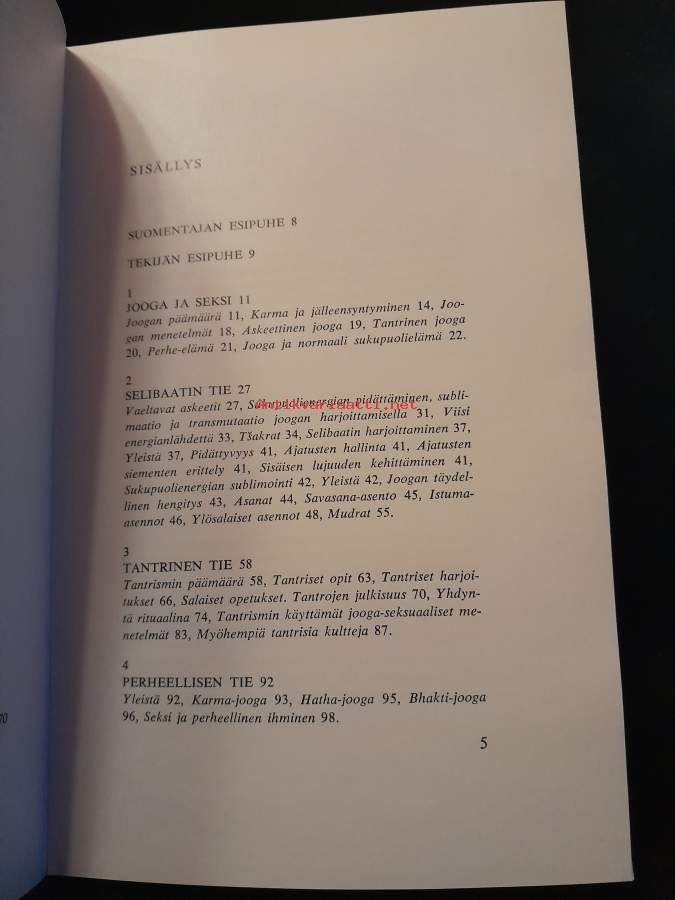 SISÄLLYS
SUOMENTAJAN ESIPUHE 8
TEKIJÄN ESIPUHE 9
1
JOOGA JA SEKSI 11
Joogan päämäärä 11, Karma ja jälleensyntyminen 14, Joo-
gan menetelmät 18, Askeettinen jooga 19, Tantrinen jooga
20, Perhe-elämä 21, Jooga ja normaali sukupuolielämä 22.
2
SELIBAATIN TIE 27
Vaeltavat askeetit 27, Sukupuolienergian pidättäminen, subli-
antikvariaatti.net
maatio ja transmutaatio joogan harjoittamisella 31, Viisi
energianlähdettä 33, Tšakrat 34, Selibaatin harjoittaminen 37,
Yleistä 37, Pidättyvyys 41, Ajatusten hallinta 41, Ajatusten
siementen erittely 41, Sisäisen lujuuden kehittäminen 41,
Sukupuolienergian sublimointi 42, Yleistä 42, Joogan täydel-
linen hengitys 43, Asanat 44, Savasana-asento 45, Istuma-
asennot 46, Ylösalaiset asennot 48, Mudrat 55.
3
TANTRINEN TIE 58
Tantrismin päämäärä 58, Tantriset opit 63, Tantriset harjoi-
tukset 66, Salaiset opetukset. Tantrojen julkisuus 70, Yhdyn-
tä rituaalina 74, Tantrismin käyttämät jooga-seksuaaliset me-
netelmät 83, Myöhempiä tantrisia kultteja 87.
4
PERHEELLISEN TIE 92
Yleistä 92, Karma-jooga 93, Hatha-jooga 95, Bhakti-jooga
96, Seksi ja perheellinen ihminen 98.
5
70